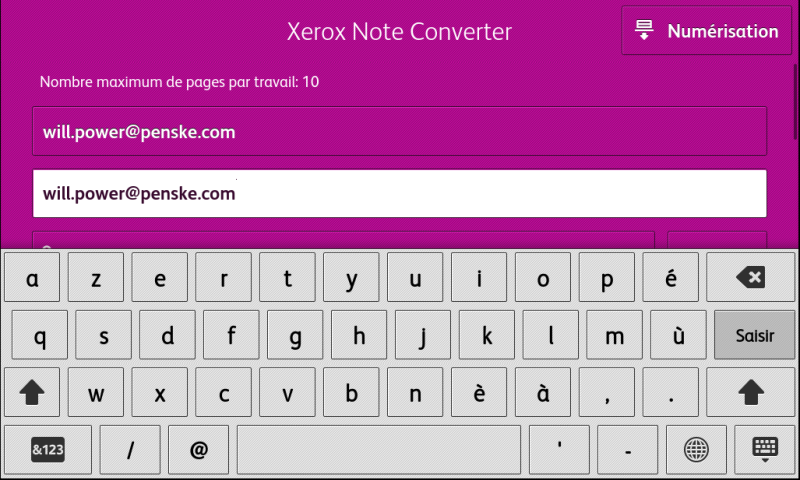 Xerox Note Converter
Numérisation
Nombre maximum de pages par travail: 10
will.power@penske.com
will.power@penske.com
a z e r t y u i o p é
q s d f g h j k l m ù Saisir
w x c v b n è à , .
&123 / @ ' -